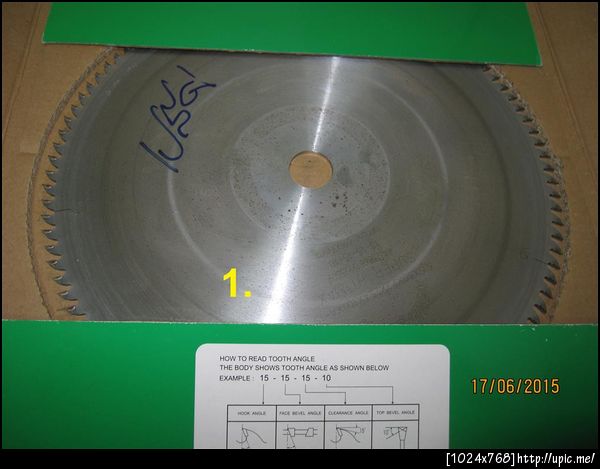 1.
HOW TO READ TOOTH ANGLE
THE BODY SHOWS TOOTH ANGLE AS SHOWN BELOW
EXAMPLE : 15 - 15 - 15 - 10
HOOK ANGLE FACE BEVEL ANGLE CLEARANCE ANGLE TOP BEVEL ANGLE
17/06/2015
[1024x768]http://upic.me/